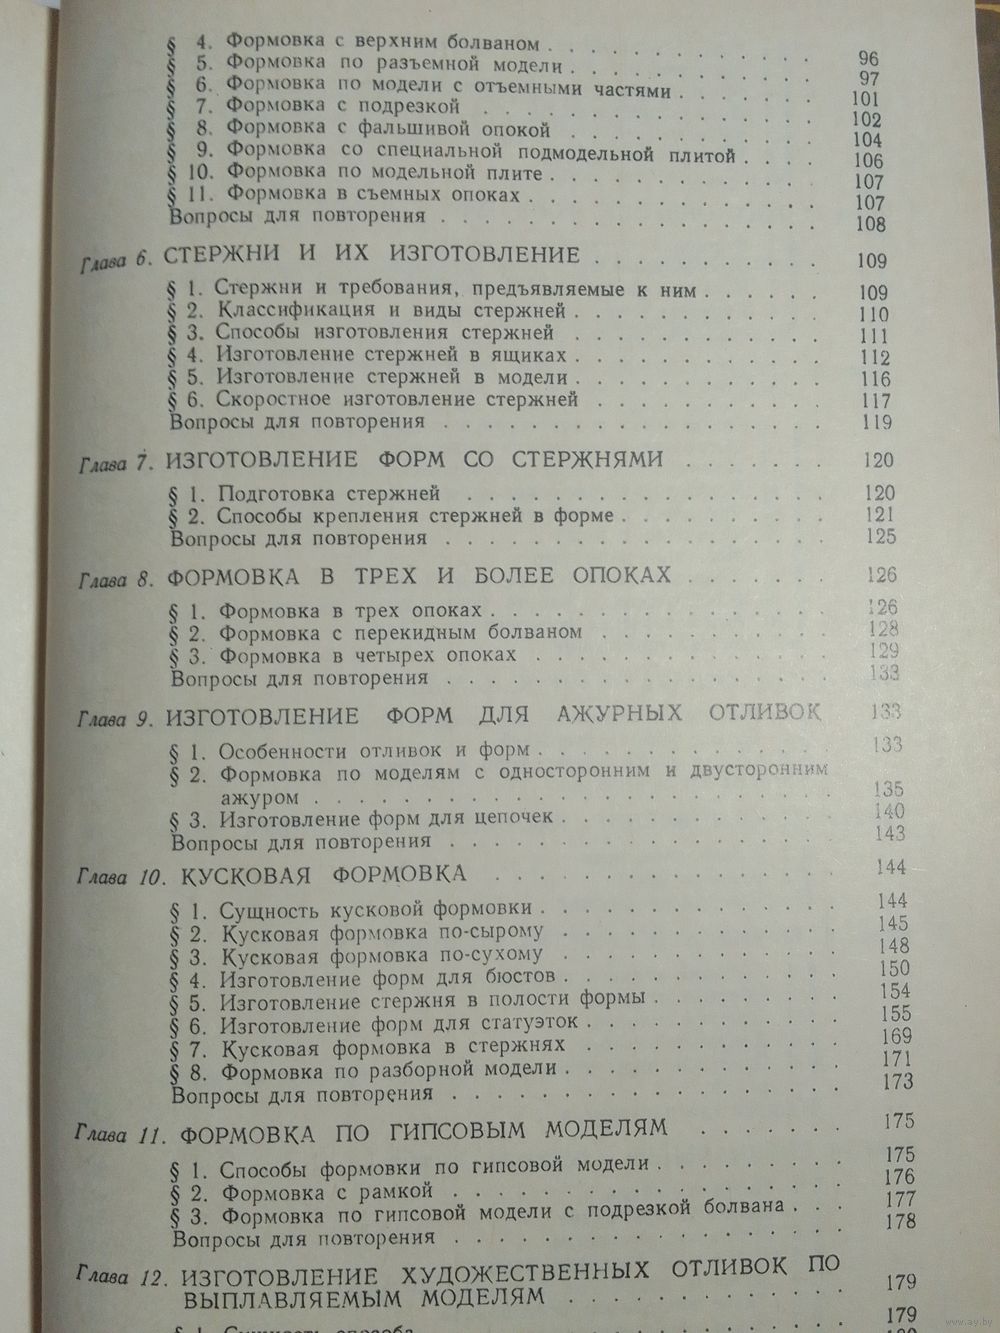 § 4. Формовка с верхним болваном . . . . . . . . . . . . 96
§ 5. Формовка по разъемной модели . . . . . . . . . . . 97
§ 6. Формовка по модели с отъемными частями . . . . . . 101
§ 7. Формовка с подрезкой . . . . . . . . . . . . . . . 102
§ 8. Формовка с фальшивой опокой . . . . . . . . . . . 104
§ 9. Формовка со специальной подмодельной плитой . . . . 106
§ 10. Формовка по модельной плите . . . . . . . . . . . 107
§ 11. Формовка в съемных опоках . . . . . . . . . . . . 107
Вопросы для повторения . . . . . . . . . . . . . . . . 108
Глава 6. СТЕРЖНИ И ИХ ИЗГОТОВЛЕНИЕ . . . . . . . . . . . 109
§ 1. Стержни и требования, предъявляемые к ним . . . . . . 109
§ 2. Классификация и виды стержней . . . . . . . . . . . 110
§ 3. Способы изготовления стержней . . . . . . . . . . . 111
§ 4. Изготовление стержней в ящиках . . . . . . . . . . . 112
§ 5. Изготовление стержней в модели . . . . . . . . . . . 116
§ 6. Скоростное изготовление стержней . . . . . . . . . . 117
Вопросы для повторения . . . . . . . . . . . . . . . . 119
Глава 7. ИЗГОТОВЛЕНИЕ ФОРМ СО СТЕРЖНЯМИ . . . . . . . 120
§ 1. Подготовка стержней . . . . . . . . . . . . . . . . 120
§ 2. Способы крепления стержней в форме . . . . . . . . . 121
Вопросы для повторения . . . . . . . . . . . . . . . . 125
Глава 8. ФОРМОВКА В ТРЕХ И БОЛЕЕ ОПОКАХ . . . . . . . 126
§ 1. Формовка в трех опоках . . . . . . . . . . . . . . . 126
§ 2. Формовка с перекидным болваном . . . . . . . . . . 128
§ 3. Формовка в четырех опоках . . . . . . . . . . . . . 129
Вопросы для повторения . . . . . . . . . . . . . . . . 133
Глава 9. ИЗГОТОВЛЕНИЕ ФОРМ ДЛЯ АЖУРНЫХ ОТЛИВОК 133
§ 1. Особенности отливок и форм . . . . . . . . . . . . . 133
§ 2. Формовка по моделям с односторонним и двусторонним
ажуром . . . . . . . . . . . . . . . . . . . . . . . 135
§ 3. Изготовление форм для цепочек . . . . . . . . . . . . 140
Вопросы для повторения . . . . . . . . . . . . . . . . 143
Глава 10. КУСКОВАЯ ФОРМОВКА . . . . . . . . . . . . . . . 144
§ 1. Сущность кусковой формовки . . . . . . . . . . . . . 144
§ 2. Кусковая формовка по-сырому . . . . . . . . . . . . 145
§ 3. Кусковая формовка по-сухому . . . . . . . . . . . . 148
§ 4. Изготовление форм для бюстов . . . . . . . . . . . . 150
§ 5. Изготовление стержня в полости формы . . . . . . . . 154
§ 6. Изготовление форм для статуэток . . . . . . . . . . . 155
§ 7. Кусковая формовка в стержнях . . . . . . . . . . . . 169
§ 8. Формовка по разборной модели . . . . . . . . . . . . 171
Вопросы для повторения . . . . . . . . . . . . . . . . 173
Глава 11. ФОРМОВКА ПО ГИПСОВЫМ МОДЕЛЯМ . . . . . . . 175
§ 1. Способы формовки по гипсовой модели . . . . . . . . 175
§ 2. Формовка с рамкой . . . . . . . . . . . . . . . . . 176
§ 3. Формовка по гипсовой модели с подрезкой болвана . . . 177
Вопросы для повторения . . . . . . . . . . . . . . . . 178
Глава 12. ИЗГОТОВЛЕНИЕ ХУДОЖЕСТВЕННЫХ ОТЛИВОК ПО
ВЫПЛАВЛЯЕМЫМ МОДЕЛЯМ . . . . . . . . . . . . . 179
§ 1. Сущность способа . . . . . . . . . . . . . . . . . 179
www.ay.by